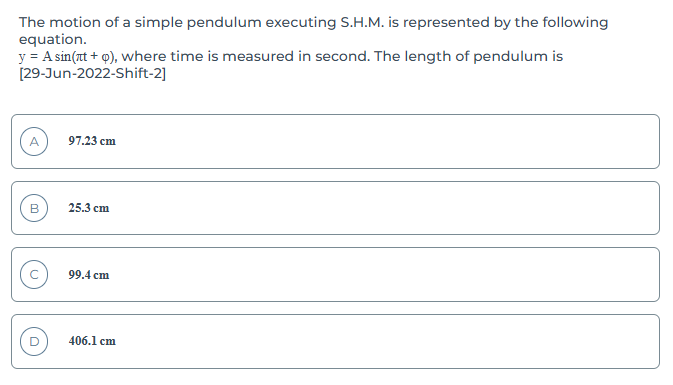 The motion of a simple pendulum executing S.H.M. is represented by the following
equation.
y = A sin(πt + φ), where time is measured in second. The length of pendulum is
[29-Jun-2022-Shift-2]
A 97.23 cm
B 25.3 cm
C 99.4 cm
D 406.1 cm